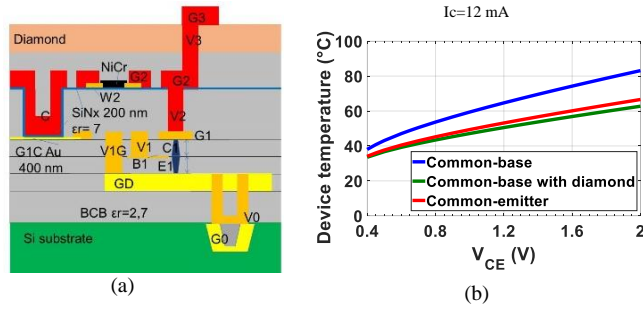 G3
Diamond
V3
NiCr
G2
G2
W2
C
SiNx 200 nm
εr= 7
V2
G1
G1C Au
400 nm
V1G
V1
B1
C1
E1
GD
BCB εr=2,7
V0
G0
Si substrate
(a)
Ic=12 mA
Device temperature (°C)
100
80
60
40
20
0
Common-base
Common-base with diamond
Common-emitter
0.4
0.8
1.2
1.6
2
VCE (V)
(b)